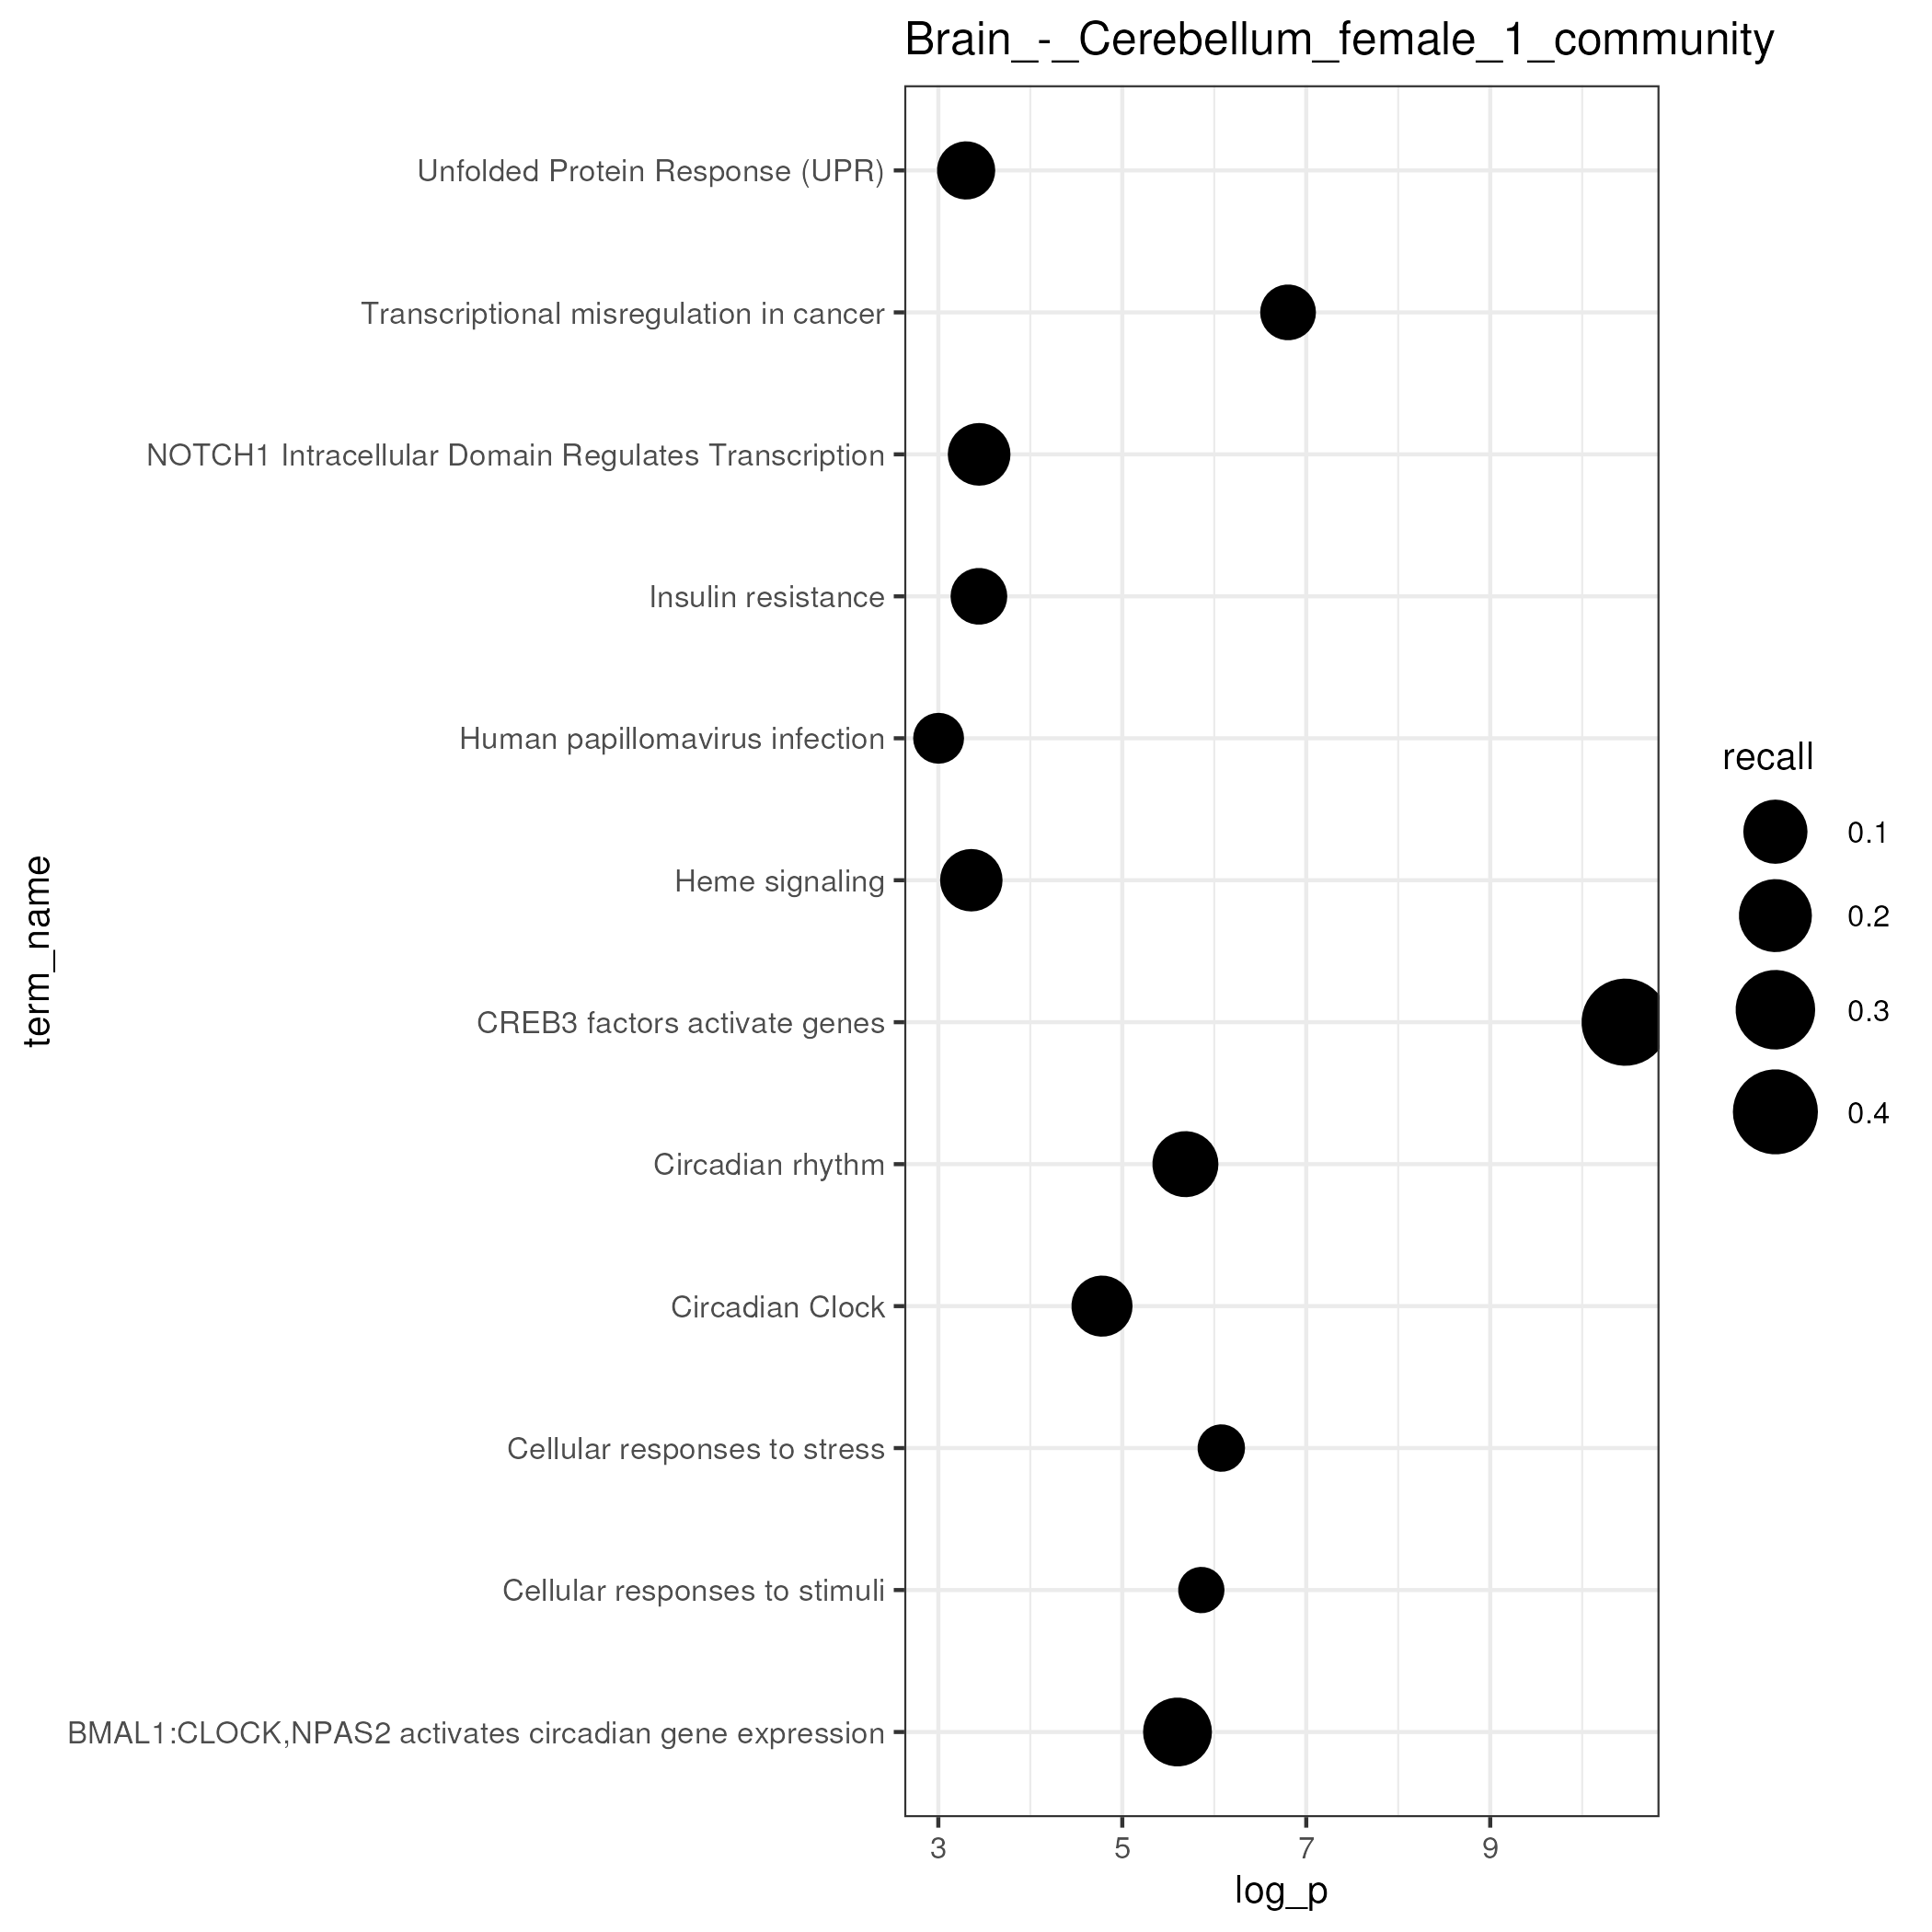 Brain_-_Cerebellum_female_1_community
Unfolded Protein Response (UPR)
Transcriptional misregulation in cancer
NOTCH1 Intracellular Domain Regulates Transcription
Insulin resistance
Human papillomavirus infection
Heme signaling
CREB3 factors activate genes
Circadian rhythm
Circadian Clock
Cellular responses to stress
Cellular responses to stimuli
BMAL1:CLOCK,NPAS2 activates circadian gene expression
term_name
3
5
7
9
log_p
recall
0.1
0.2
0.3
0.4